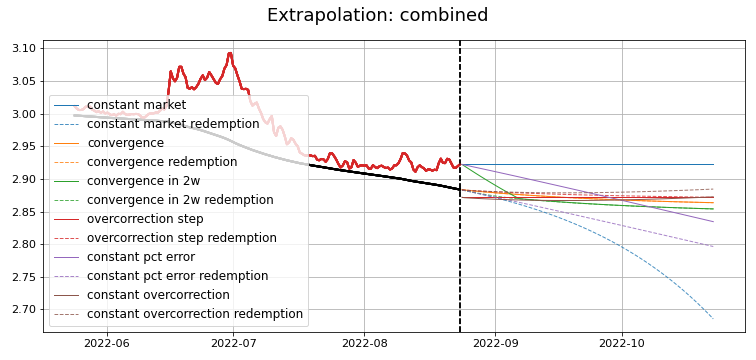 Extrapolation: combined
3.10
3.05
3.00
2.95
2.90
2.85
2.80
2.75
2.70
constant market
constant market redemption
convergence
convergence redemption
convergence in 2w
convergence in 2w redemption
overcorrection step
overcorrection step redemption
constant pct error
constant pct error redemption
constant overcorrection
constant overcorrection redemption
2022-06
2022-07
2022-08
2022-09
2022-10